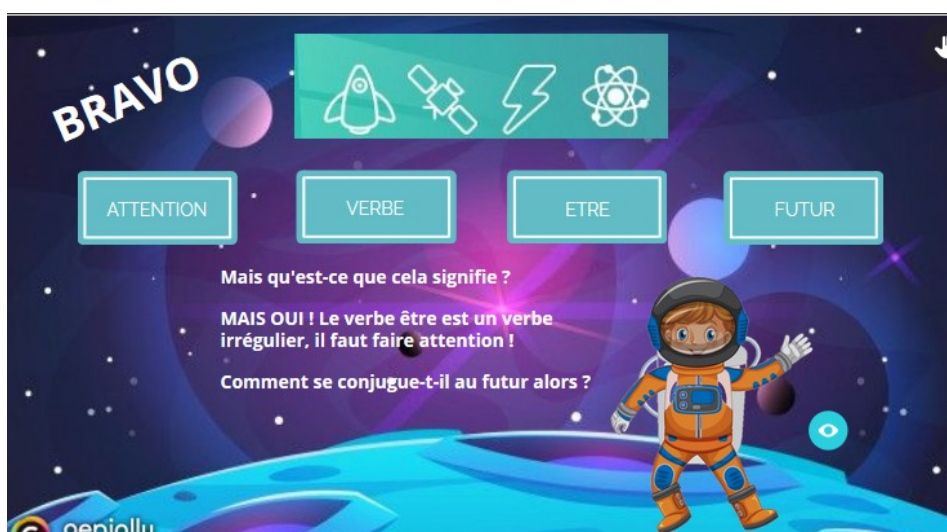 BRAVO
ATTENTION
VERBE
ETRE
FUTUR
Mais qu'est-ce que cela signifie ?
MAIS OUI ! Le verbe être est un verbe
irrégulier, il faut faire attention !
Comment se conjugue-t-il au futur alors ?
genially